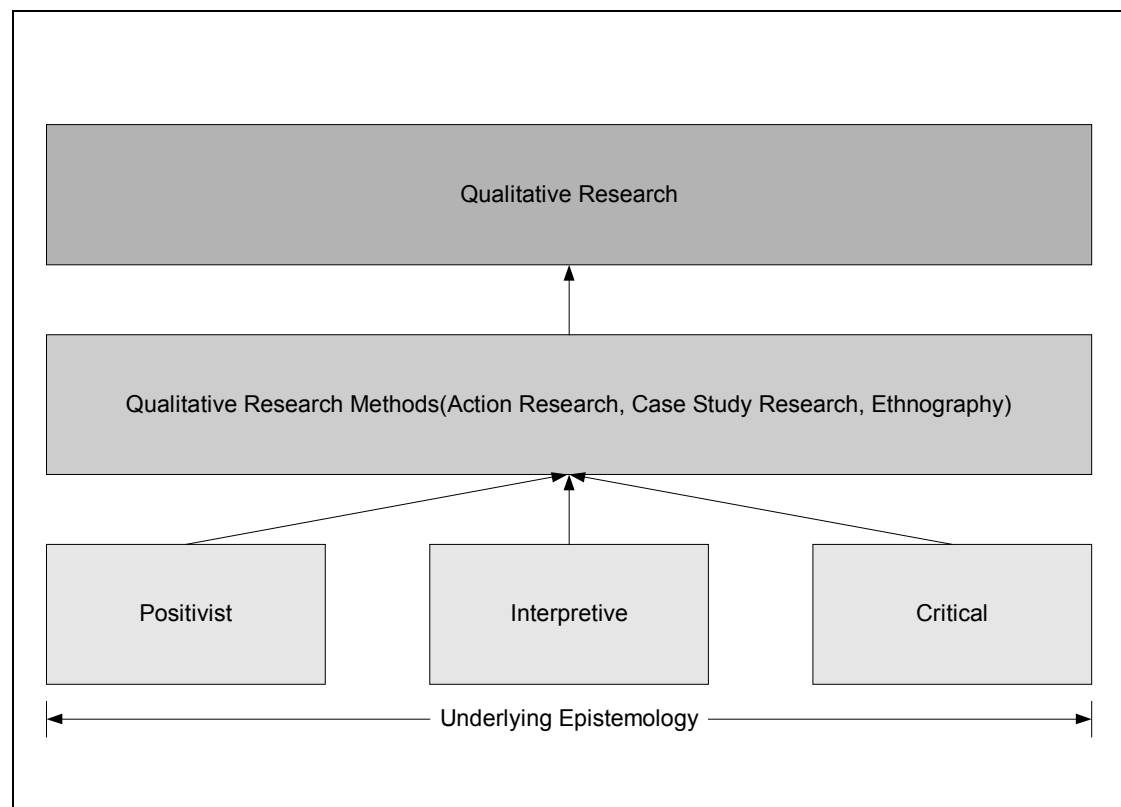 Qualitative Research
Qualitative Research Methods(Action Research, Case Study Research, Ethnography)
Positivist
Interpretive
Critical
Underlying Epistemology